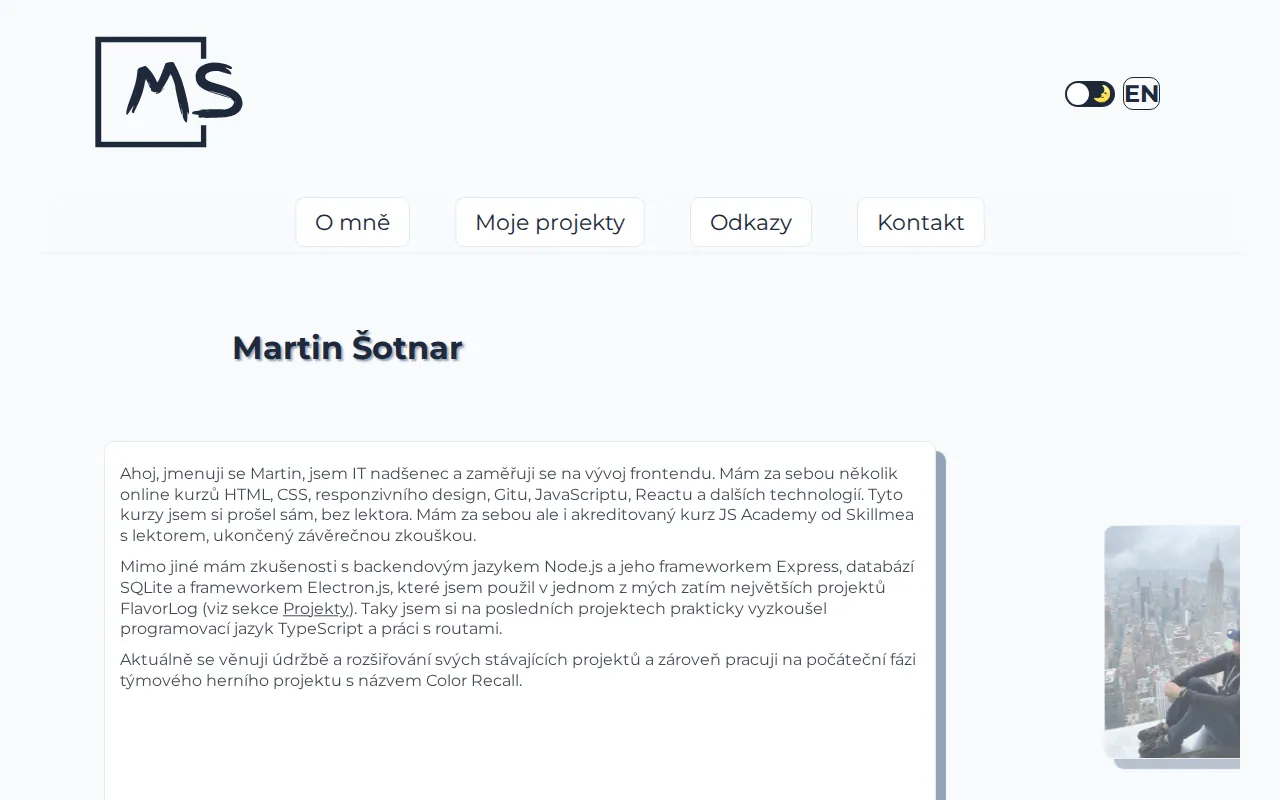 MS
EN
O mně Moje projekty Odkazy Kontakt
Martin Šotnar
Ahoj, jmenuji se Martin, jsem IT nadšenec a zaměřuji se na vývoj frontendu. Mám za sebou několik
online kurzů HTML, CSS, responzivního design, Gitu, JavaScriptu, Reactu a dalších technologií. Tyto
kurzy jsem si prošel sám, bez lektora. Mám za sebou ale i akreditovaný kurz JS Academy od Skillmea
s lektorem, ukončený závěrečnou zkouškou.
Mimo jiné mám zkušenosti s backendovým jazykem Node.js a jeho frameworkem Express, databází
SQLite a frameworkem Electron.js, které jsem použil v jednom z mých zatím největších projektů
FlavorLog (viz sekce Projekty). Taky jsem si na posledních projektech prakticky vyzkoušel
programovací jazyk TypeScript a práci s routami.
Aktuálně se věnuji údržbě a rozšiřování svých stávajících projektů a zároveň pracuji na počáteční fázi
týmového herního projektu s názvem Color Recall.